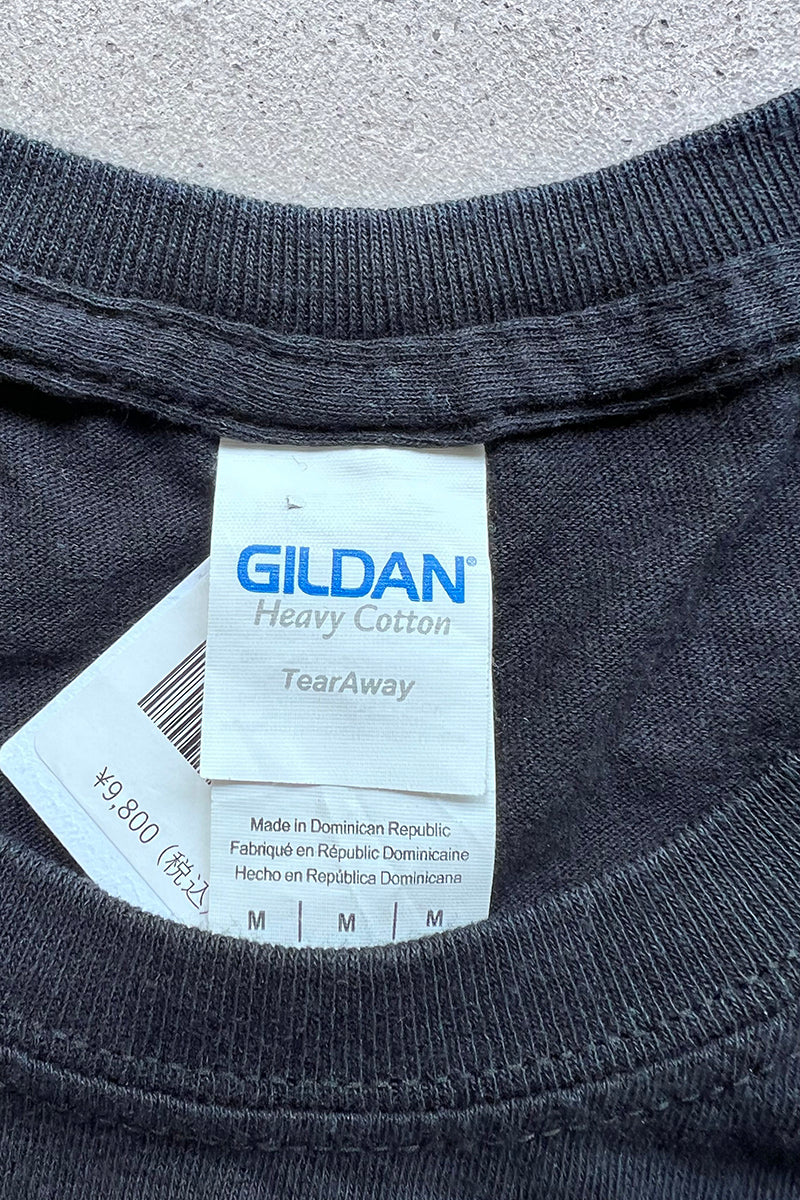 GILDAN®
Heavy Cotton
TearAway
Made in Dominican Republic
Fabriqué en Républic Dominicaine
Hecho en República Dominicana
M | M | M
¥9,800 (税込)